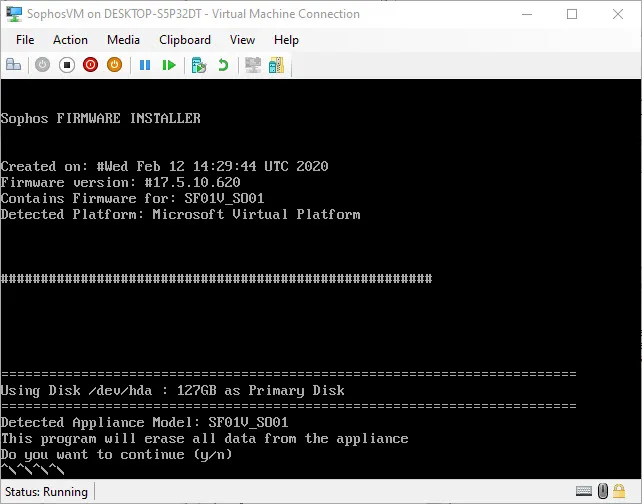 SophosVM on DESKTOP-S5P32DT - Virtual Machine Connection
File Action Media Clipboard View Help
Sophos FIRMWARE INSTALLER
Created on: #Wed Feb 12 14:29:44 UTC 2020
Firmware version: #17.5.10.620
Contains Firmware for: SF01V_SO01
Detected Platform: Microsoft Virtual Platform
######################################################
========================================================================
Using Disk /dev/hda : 127GB as Primary Disk
========================================================================
Detected Appliance Model: SF01V_SO01
This program will erase all data from the appliance
Do you want to continue (y/n)
^\^\^\^\
Status: Running